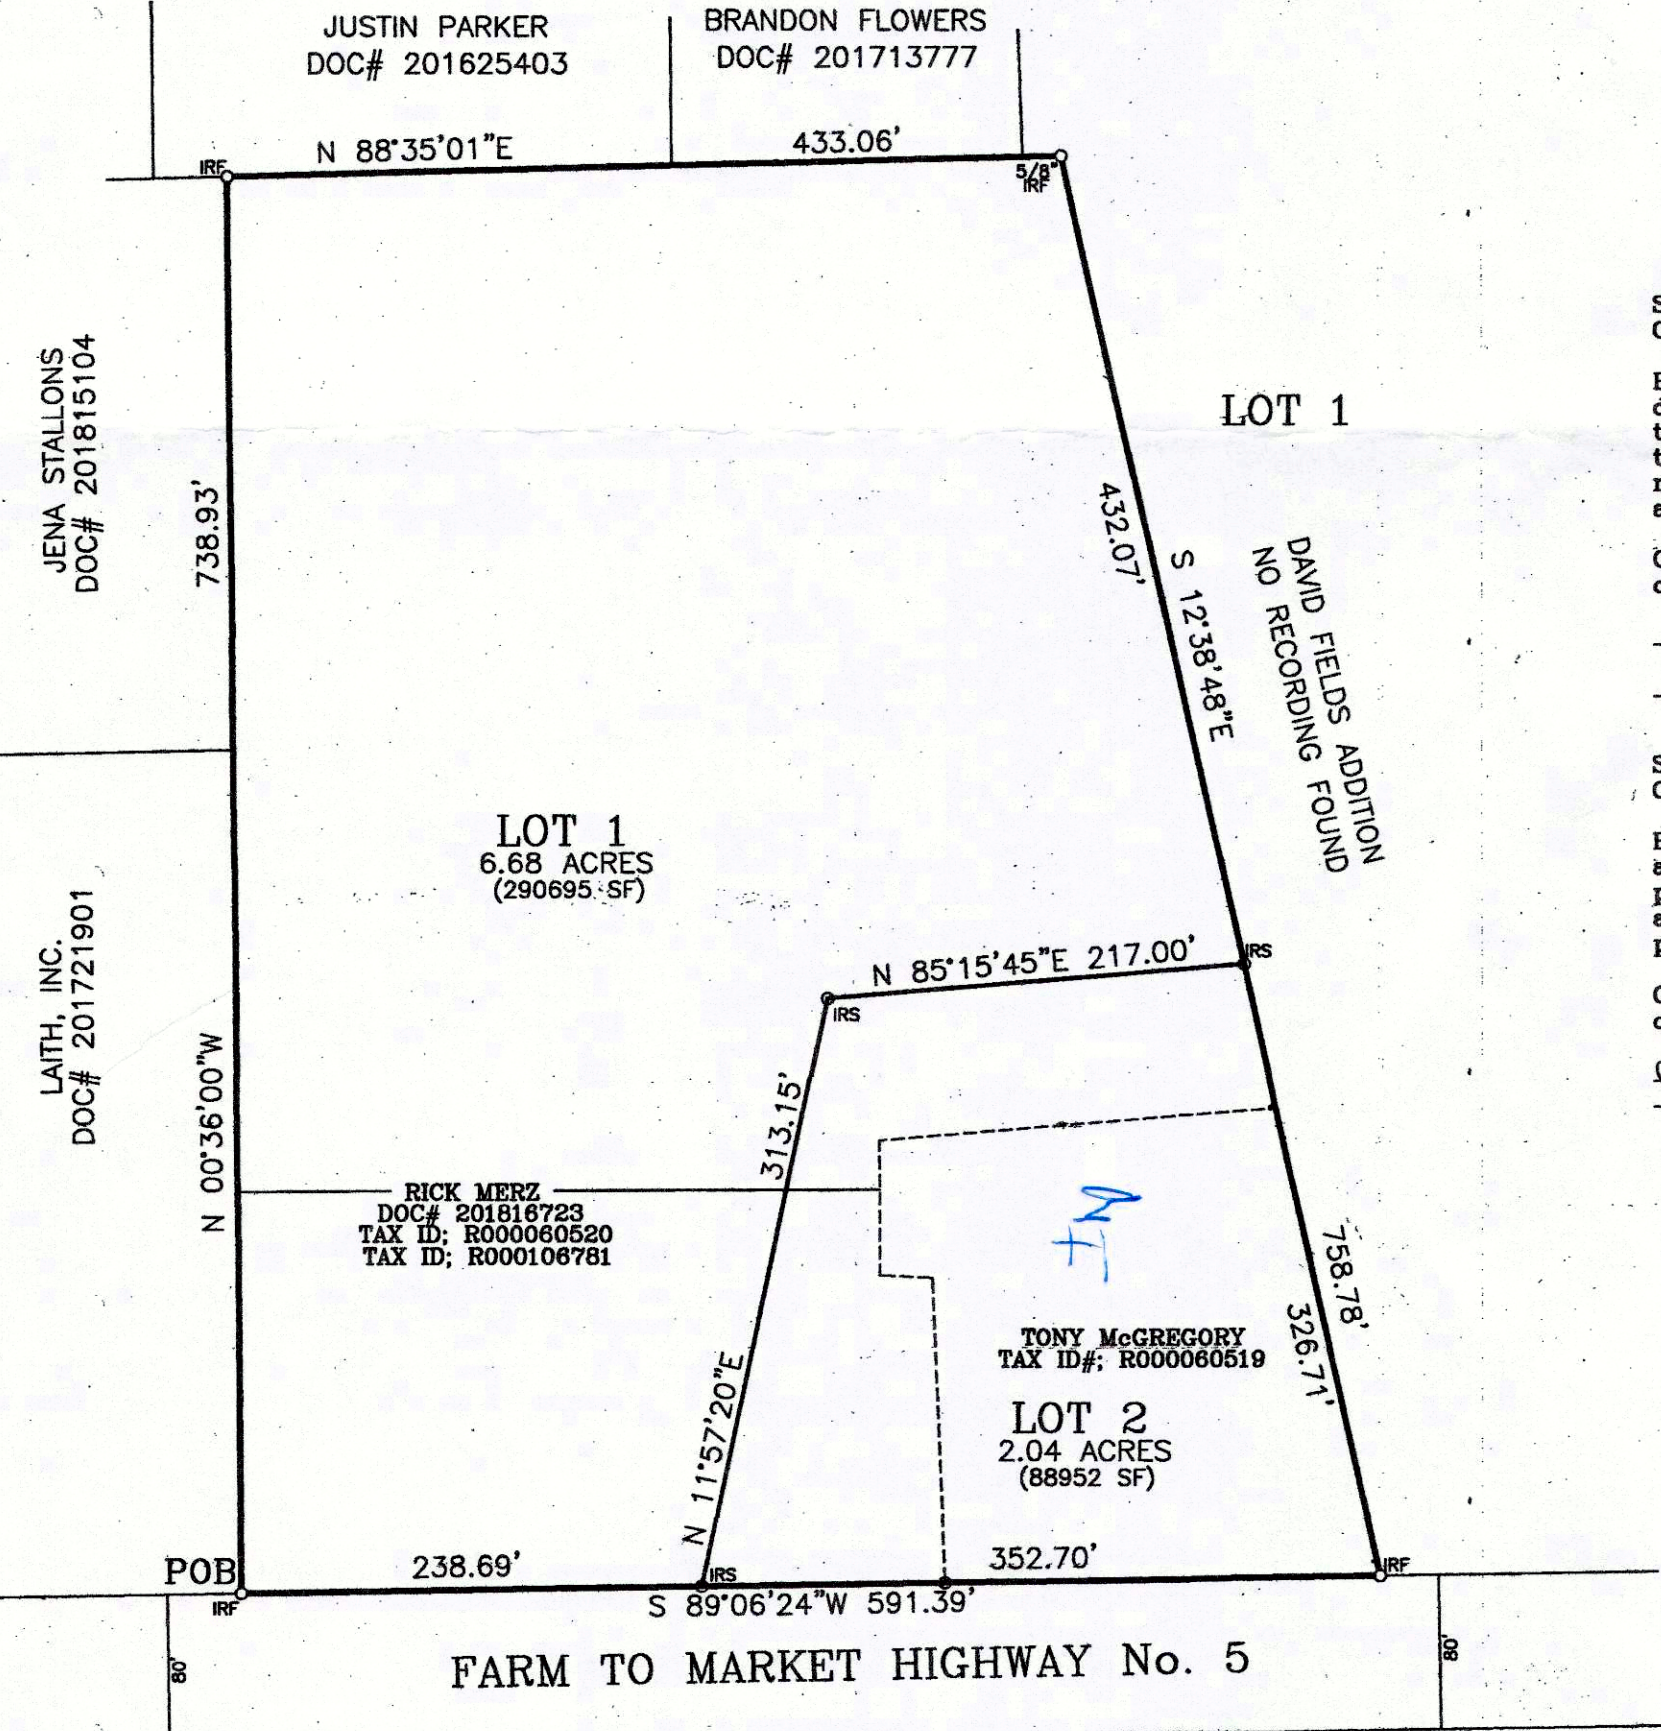 JUSTIN PARKER
DOC# 201625403
BRANDON FLOWERS
DOC# 201713777
N 88°35'01"E
433.06'
IRF
5/8"
IRF
JENA STALLONS
DOC# 201815104
738.93'
LOT 1
432.07'
S 12°38'48"E
DAVID FIELDS ADDITION
NO RECORDING FOUND
LOT 1
6.68 ACRES
(290695 SF)
LAITH, INC.
DOC# 201721901
N 00°36'00"W
N 85°15'45"E 217.00'
IRS
IRS
313.15'
RICK MERZ
DOC# 201816723
TAX ID; R000060520
TAX ID; R000106781
758.78'
326.71'
TONY McGREGORY
TAX ID#; R000060519
LOT 2
2.04 ACRES
(88952 SF)
N 11°57'20"E
POB
238.69'
IRS
352.70'
IRF
IRF
S 89°06'24"W 591.39'
80'
FARM TO MARKET HIGHWAY No. 5
80'